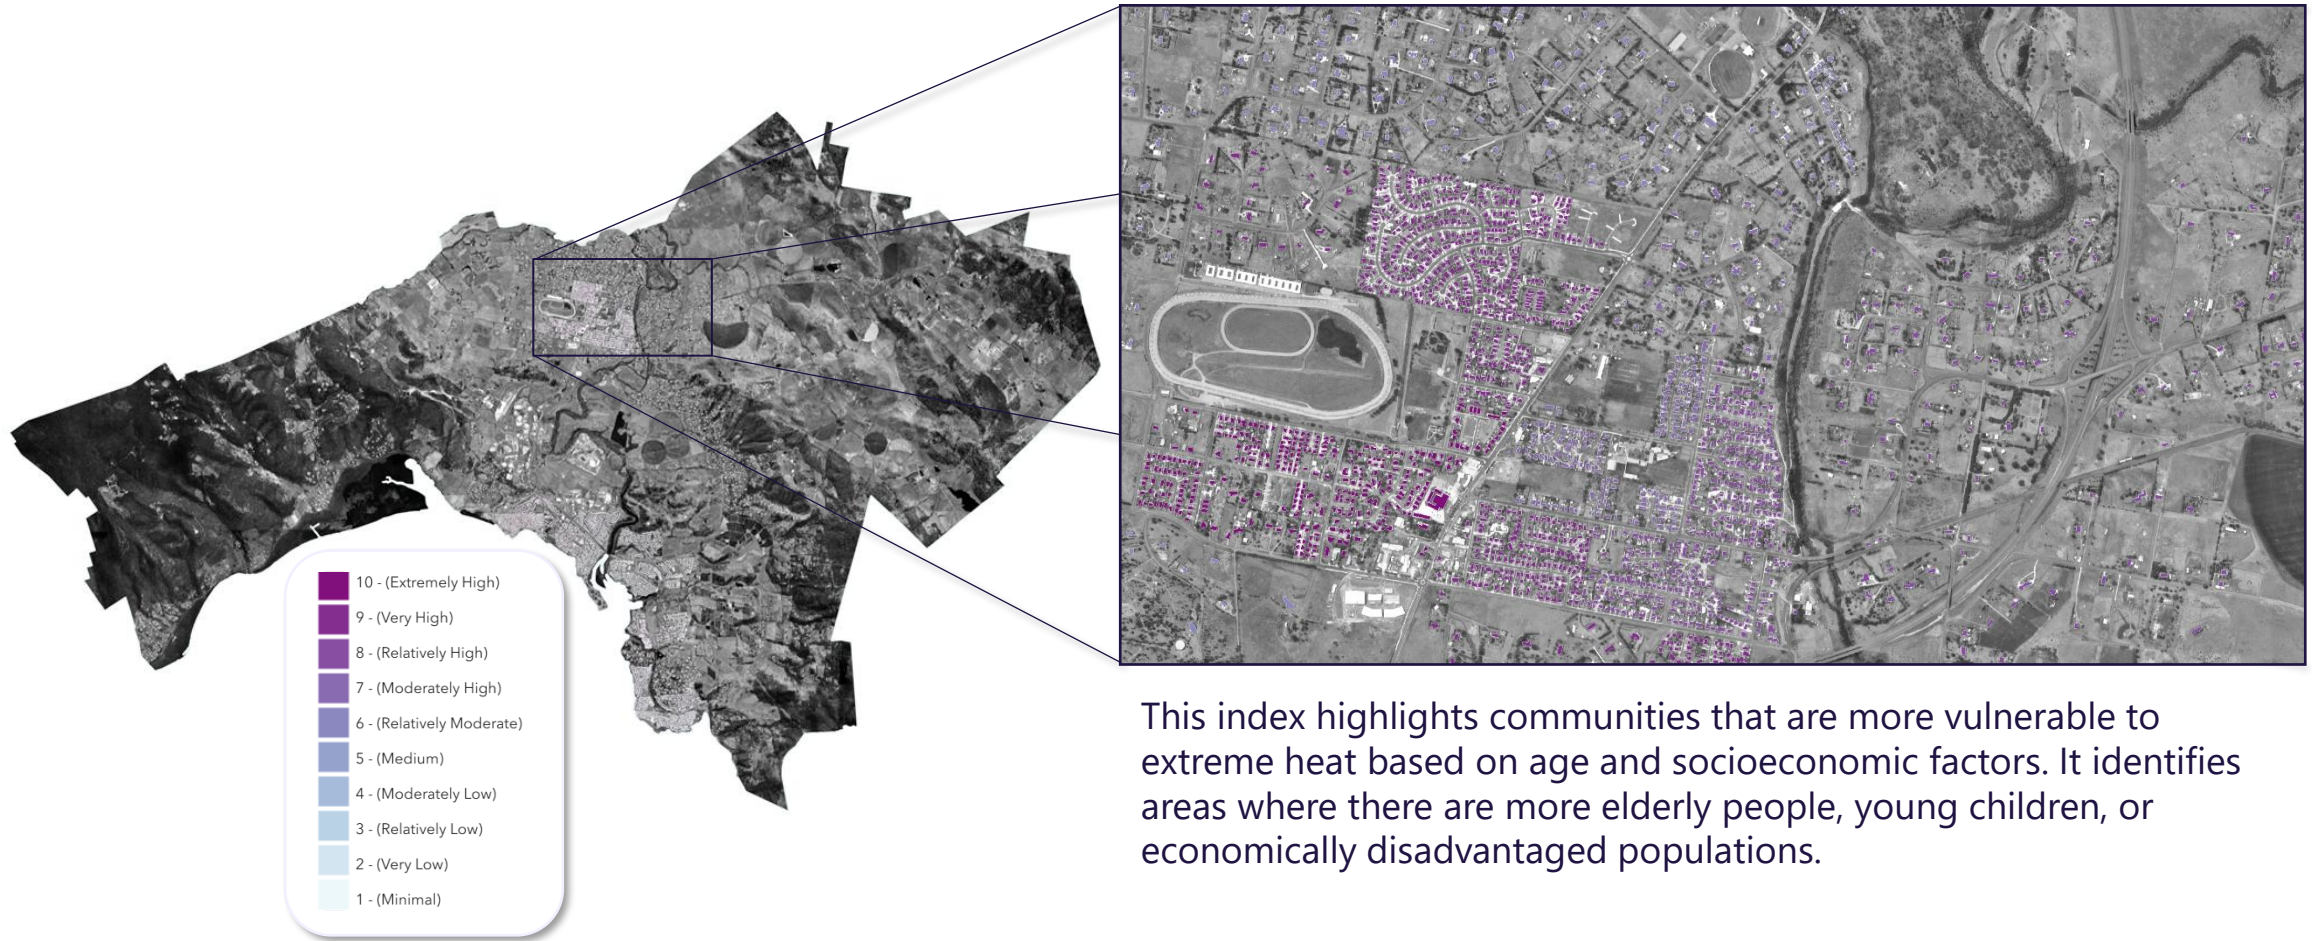 10 - (Extremely High)
9 - (Very High)
8 - (Relatively High)
7 - (Moderately High)
6 - (Relatively Moderate)
5 - (Medium)
4 - (Moderately Low)
3 - (Relatively Low)
2 - (Very Low)
1 - (Minimal)
This index highlights communities that are more vulnerable to
extreme heat based on age and socioeconomic factors. It identifies
areas where there are more elderly people, young children, or
economically disadvantaged populations.